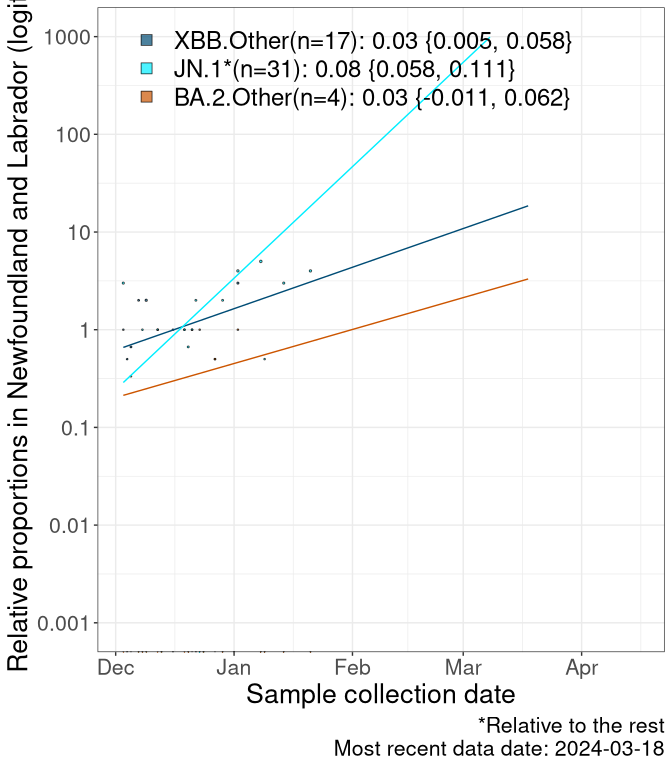 XBB.Other(n=17): 0.03 {0.005, 0.058}
JN.1*(n=31): 0.08 {0.058, 0.111}
BA.2.Other(n=4): 0.03 {-0.011, 0.062}
Relative proportions in Newfoundland and Labrador (logit
1000
100
10
1
0.1
0.01
0.001
Dec Jan Feb Mar Apr
Sample collection date
*Relative to the rest
Most recent data date: 2024-03-18